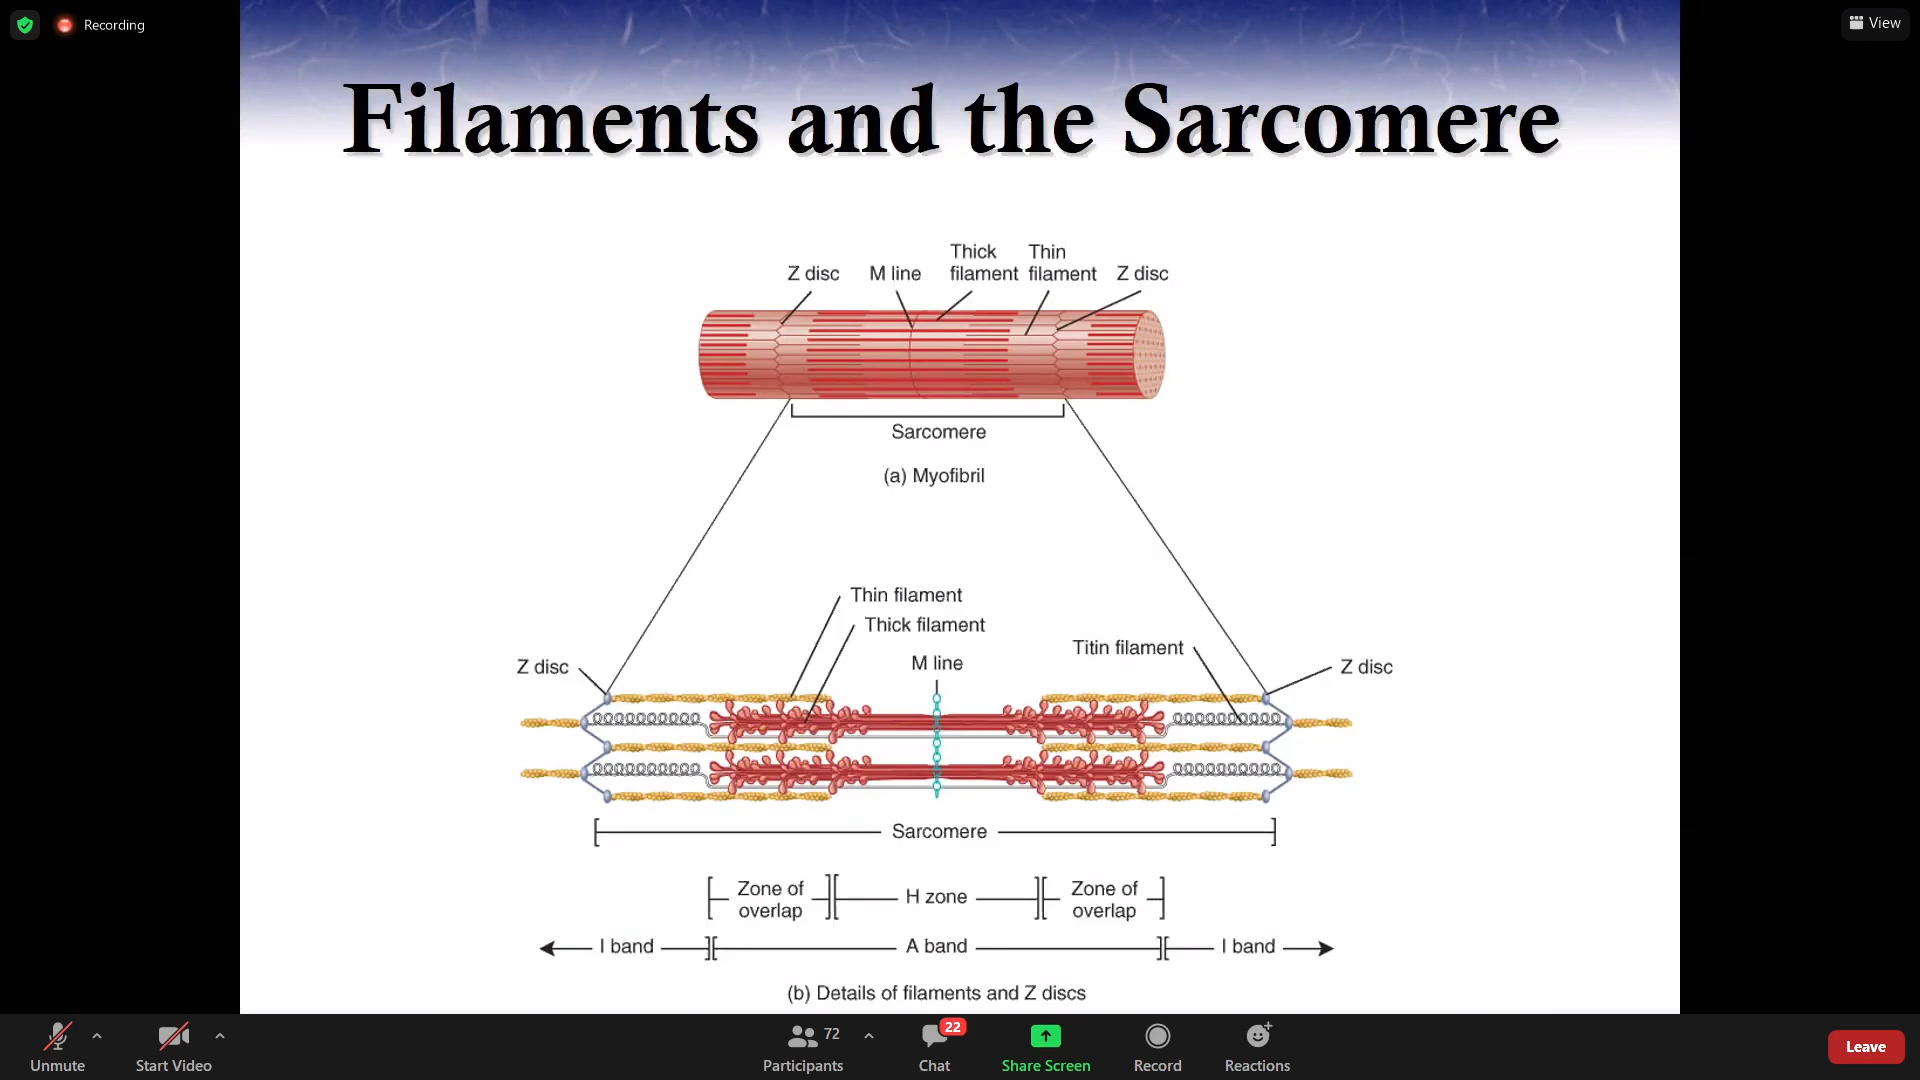 Recording
View
Filaments and the Sarcomere
Thick Thin
Z disc M line filament filament Z disc
Sarcomere
(a) Myofibril
Thin filament
Thick filament
Titin filament
M line
Z disc
Z disc
Sarcomere
Zone of overlap
H zone
Zone of overlap
I band A band I band
(b) Details of filaments and Z discs
72
22
Unmute Start Video Participants Chat Share Screen Record Reactions
Leave